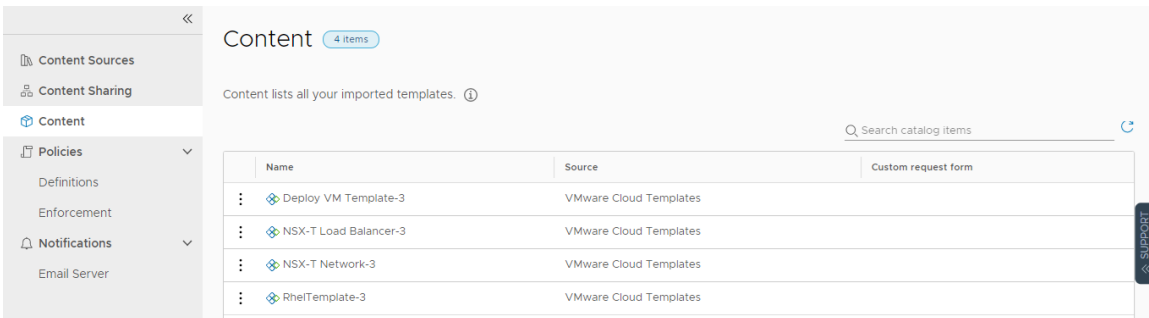 Content Sources
Content Sharing
Content
Policies
Definitions
Enforcement
Notifications
Email Server
Content 4 items
Content lists all your imported templates.
Search catalog items
Name Source Custom request form
Deploy VM Template-3 VMware Cloud Templates
NSX-T Load Balancer-3 VMware Cloud Templates
NSX-T Network-3 VMware Cloud Templates
RhelTemplate-3 VMware Cloud Templates
SUPPORT